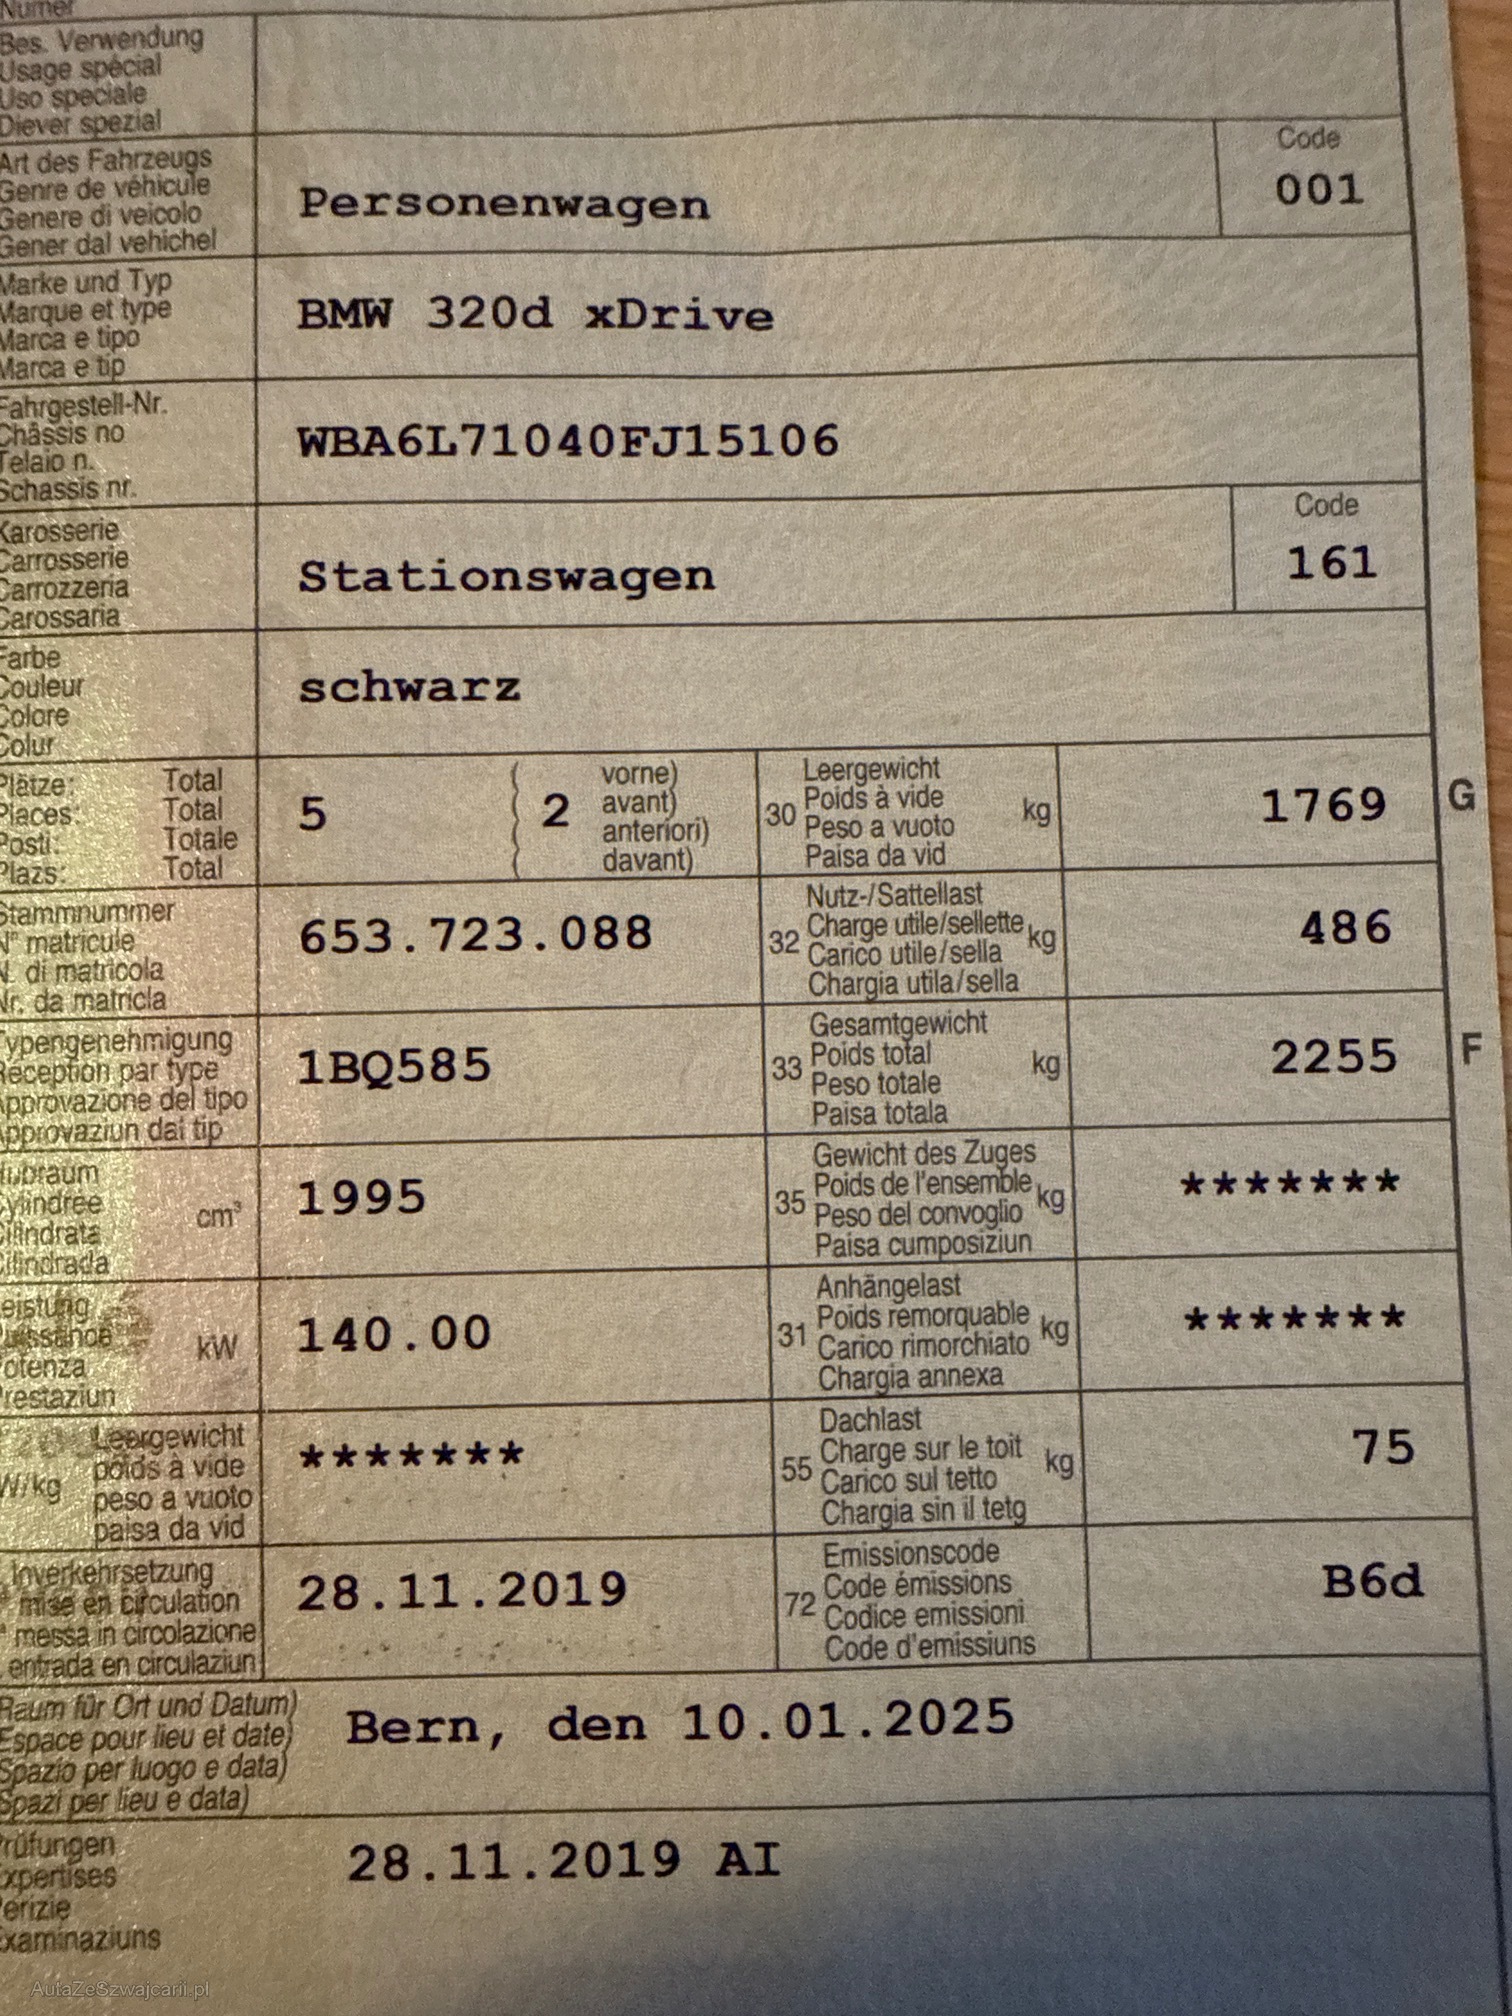 Numer
Bes. Verwendung
Usage spécial
Uso speciale
Diever spezial
Art des Fahrzeugs
Genre de véhicule
Genere di veicolo
Gener dal vehichel
Personenwagen
Code
001
Marke und Typ
Marque et type
Marca e tipo
Marca e tip
BMW 320d xDrive
Fahrgestell-Nr.
Châssis no
Telaio n.
Schassis nr.
WBA6L71040FJ15106
Karosserie
Carrosserie
Carrozzeria
Carossaria
Stationswagen
Code
161
Farbe
Couleur
Colore
Colur
schwarz
Plätze: Total
Places: Total
Posti: Totale
Plazs: Total
5
2
vorne)
avant)
anteriori)
davant)
30
Leergewicht
Poids à vide
Peso a vuoto
Paisa da vid
kg
1769
G
Stammnummer
N° matricule
N. di matricola
Nr. da matricla
653.723.088
32
Nutz-/Sattellast
Charge utile/sellette
Carico utile/sella
Chargia utila/sella
kg
486
Typengenehmigung
Réception par type
Approvazione del tipo
Approvaziun dal tip
1BQ585
33
Gesamtgewicht
Poids total
Peso totale
Paisa totala
kg
2255
F
Hubraum
Cylindrée
Cilindrata
Cilindrada
cm³
1995
35
Gewicht des Zuges
Poids de l'ensemble
Peso del convoglio
Paisa cumposiziun
kg
*******
Leistung
Puissance
Potenza
Prestaziun
kW
140.00
31
Anhängelast
Poids remorquable
Carico rimorchiato
Chargia annexa
kg
*******
W/kg
Leergewicht
poids à vide
peso a vuoto
paisa da vid
*******
55
Dachlast
Charge sur le toit
Carico sul tetto
Chargia sin il tetg
kg
75
Inverkehrsetzung
mise en circulation
messa in circolazione
entrada en circulaziun
28.11.2019
72
Emissionscode
Code émissions
Codice emissioni
Code d'emissiuns
B6d
(Raum für Ort und Datum)
(Espace pour lieu et date)
(Spazio per luogo e data)
(Spazi per lieu e data)
Bern, den 10.01.2025
Prüfungen
Expertises
Perizie
Examinaziuns
28.11.2019 AI
AutaZeSzwajcarii.pl